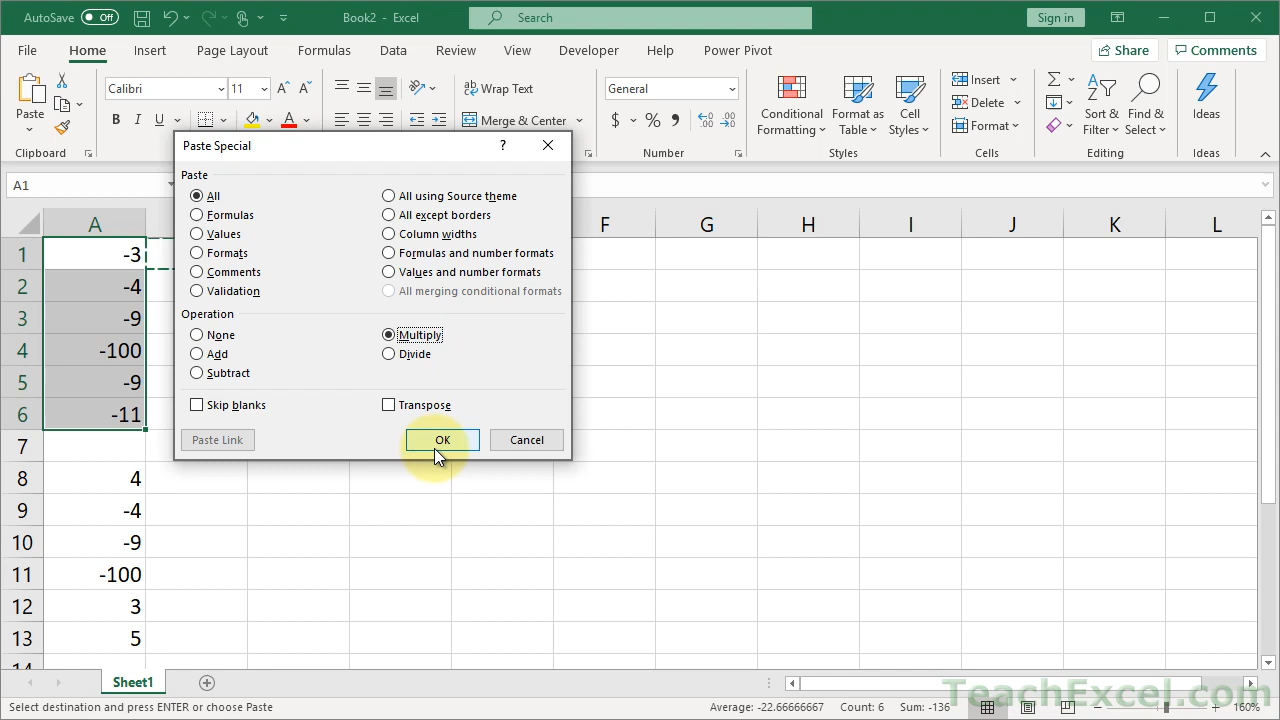 AutoSave Off Book2 - Excel Search Sign in
File Home Insert Page Layout Formulas Data Review View Developer Help Power Pivot Share Comments
Paste
Clipboard
Calibri 11
B I U
Wrap Text
Merge & Center
General
$ % 9
Number
Conditional Formatting
Format as Table
Cell Styles
Styles
Insert
Delete
Format
Cells
Sort & Filter
Find & Select
Editing
Ideas
Ideas
A1
Paste Special ?
Paste
All All using Source theme
Formulas All except borders
Values Column widths
Formats Formulas and number formats
Comments Values and number formats
Validation All merging conditional formats
Operation
None Multiply
Add Divide
Subtract
Skip blanks Transpose
Paste Link OK Cancel
A F G H I J K L
1 -3
2 -4
3 -9
4 -100
5 -9
6 -11
7
8 4
9 -4
10 -9
11 -100
12 3
13 5
14
Sheet1
TeachExcel.com
Select destination and press ENTER or choose Paste Average: -22.66666667 Count: 6 Sum: -136 160%